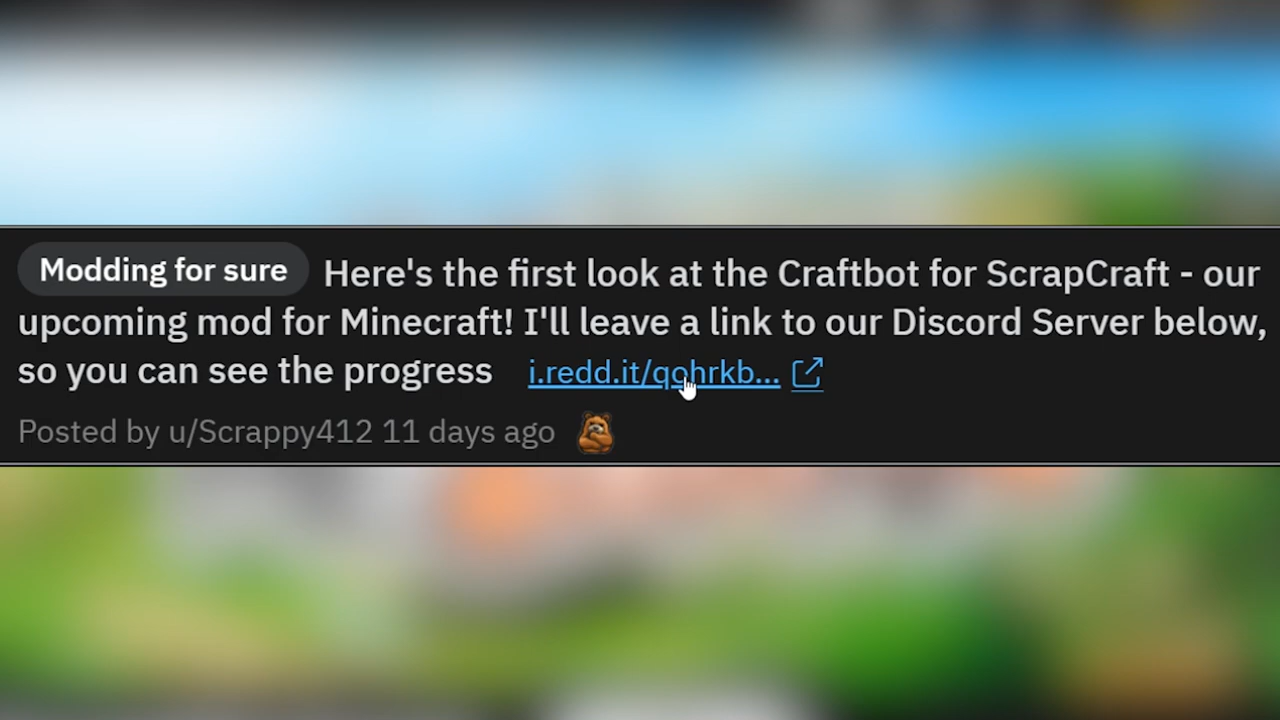 Modding for sure Here's the first look at the Craftbot for ScrapCraft - our
upcoming mod for Minecraft! I'll leave a link to our Discord Server below,
so you can see the progress i.redd.it/qohrkb...
Posted by u/Scrappy412 11 days ago